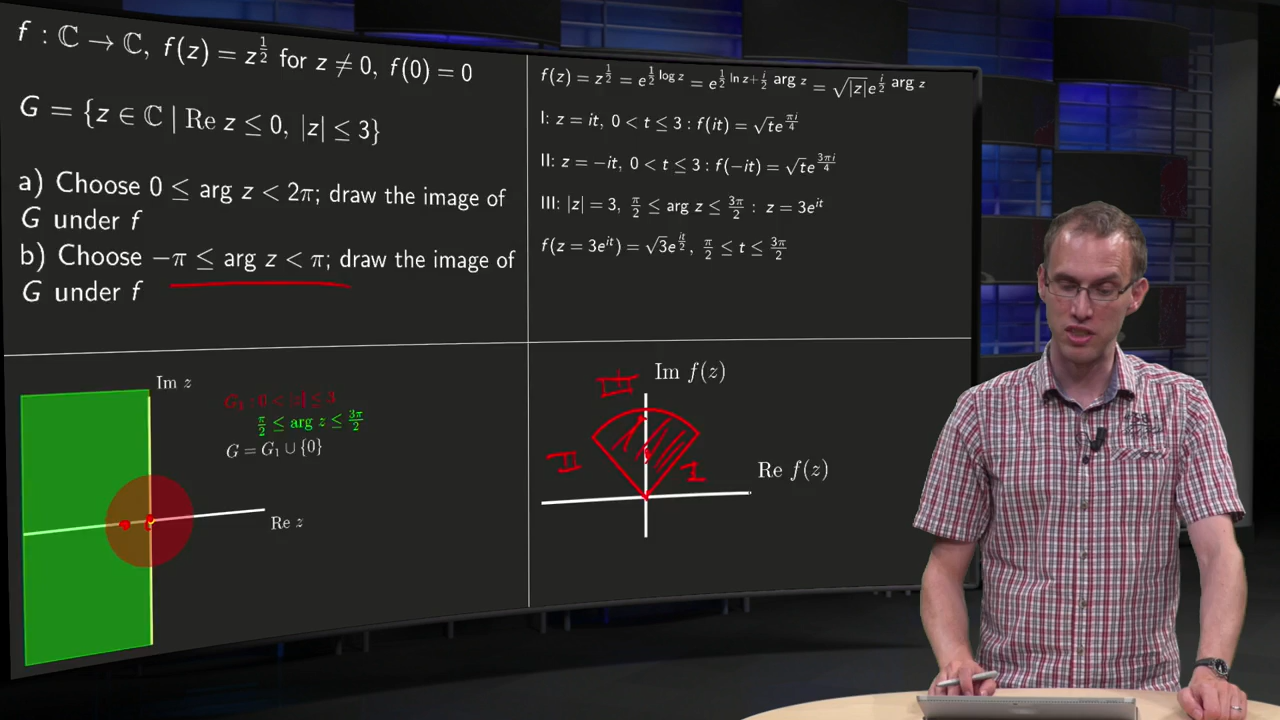 f : ℂ → ℂ, f(z) = z^{1/2} for z ≠ 0, f(0) = 0
G = {z ∈ ℂ | Re z ≤ 0, |z| ≤ 3}
a) Choose 0 ≤ arg z < 2π; draw the image of
G under f
b) Choose −π ≤ arg z < π; draw the image of
G under f
f(z) = z^{1/2} = e^{1/2 log z} = e^{1/2 ln z + i/2 arg z} = √|z| e^{i/2 arg z}
I: z = it, 0 < t ≤ 3 : f(it) = √t e^{πi/4}
II: z = −it, 0 < t ≤ 3 : f(−it) = √t e^{3πi/4}
III: |z| = 3, π/2 ≤ arg z ≤ 3π/2 : z = 3e^{it}
f(z = 3e^{it}) = √3 e^{it/2}, π/2 ≤ t ≤ 3π/2
Im z
G₁ : 0 < |z| ≤ 3
π/2 ≤ arg z ≤ 3π/2
G = G₁ ∪ {0}
Re z
Im f(z)
III
II
I
Re f(z)